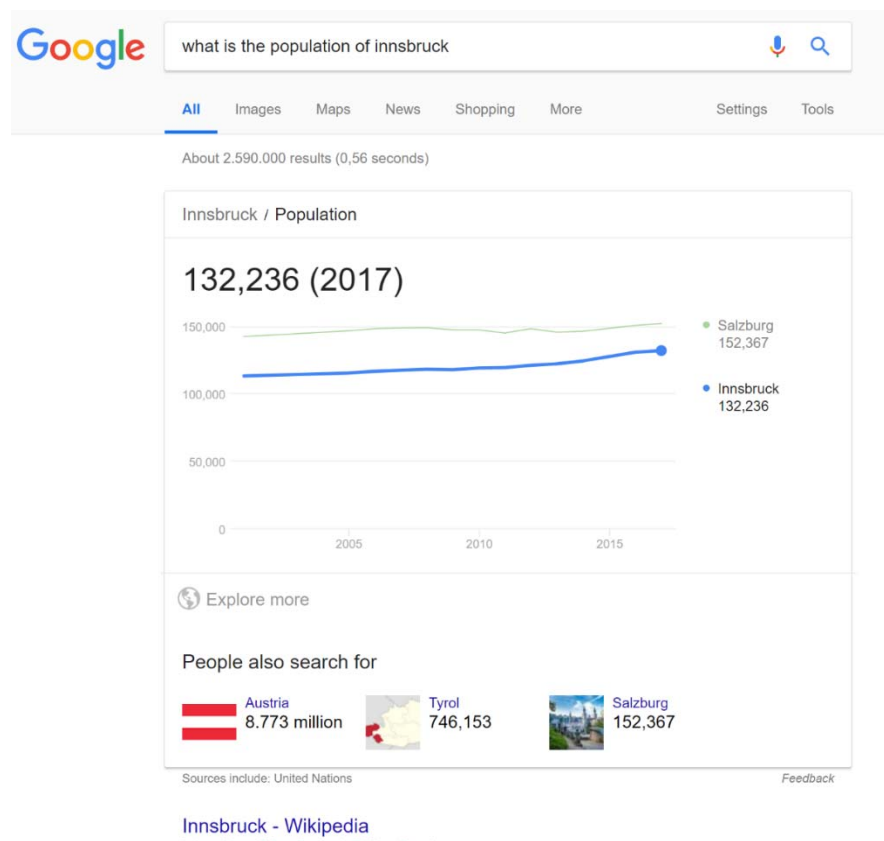 Google
what is the population of innsbruck
All Images Maps News Shopping More Settings Tools
About 2.590.000 results (0,56 seconds)
Innsbruck / Population
132,236 (2017)
150,000
100,000
50,000
0
2005 2010 2015
Salzburg
152,367
Innsbruck
132,236
Explore more
People also search for
Austria
8.773 million
Tyrol
746,153
Salzburg
152,367
Sources include: United Nations
Feedback
Innsbruck - Wikipedia